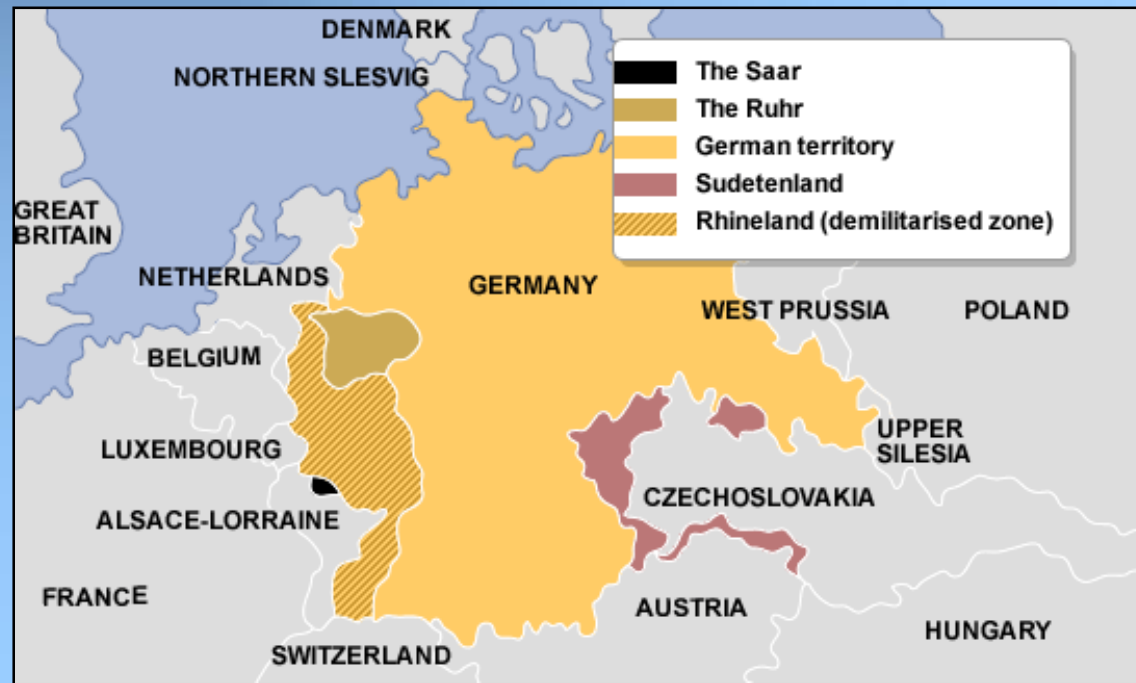 DENMARK
NORTHERN SLESVIG
The Saar
The Ruhr
German territory
Sudetenland
Rhineland (demilitarised zone)
GREAT
BRITAIN
NETHERLANDS
GERMANY
WEST PRUSSIA
POLAND
BELGIUM
LUXEMBOURG
UPPER
SILESIA
CZECHOSLOVAKIA
ALSACE-LORRAINE
FRANCE
AUSTRIA
HUNGARY
SWITZERLAND